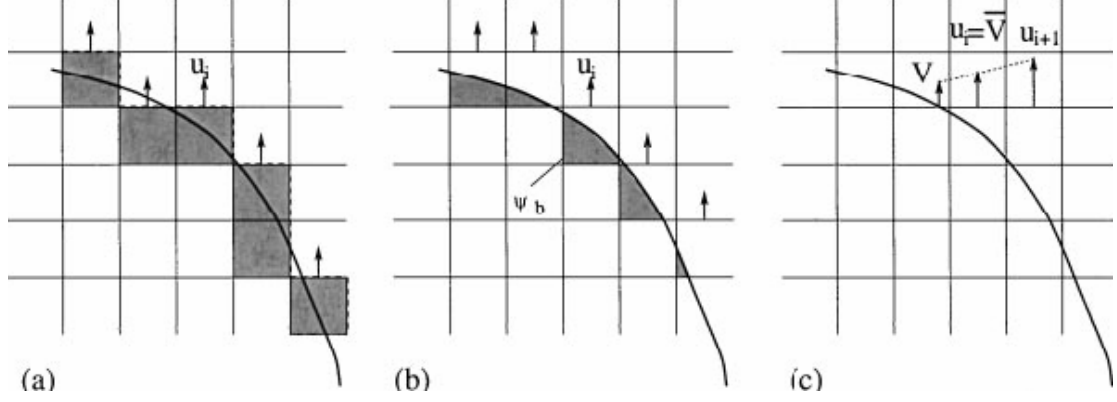 u_i
(a)
u_i
ψ_b
(b)
u_i=V̅
u_{i+1}
V
(c)